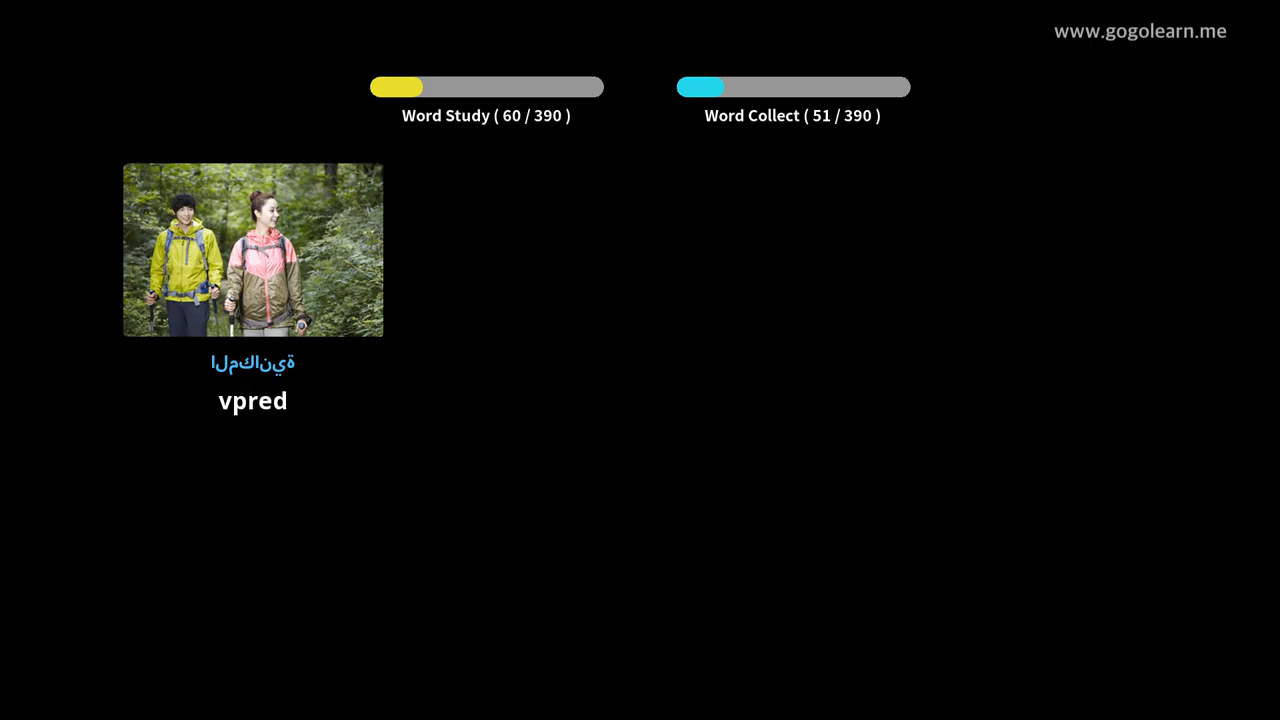 www.gogolearn.me
Word Study ( 60 / 390 )
Word Collect ( 51 / 390 )
المكانية
vpred